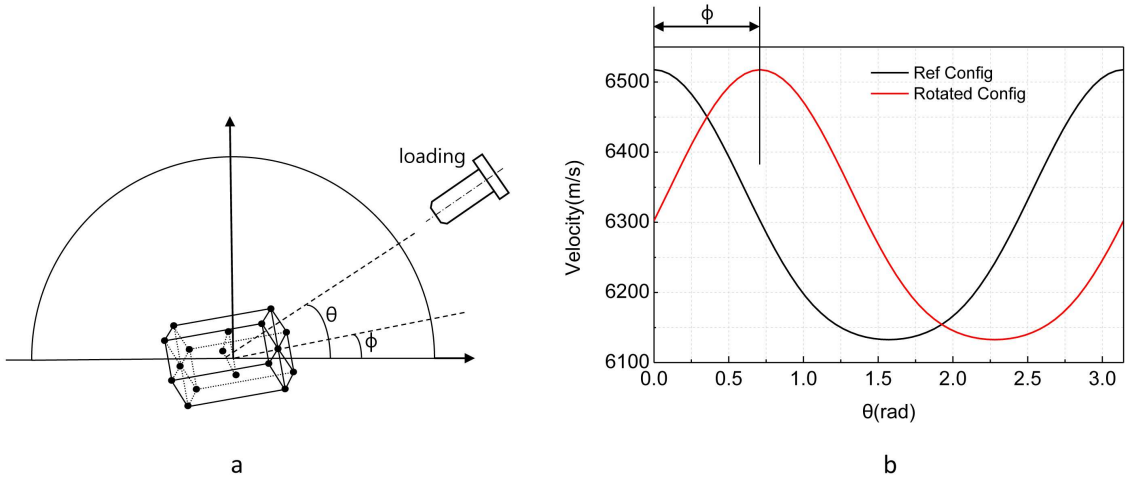 loading
θ
ϕ
a
ϕ
Ref Config
Rotated Config
Velocity(m/s)
6500
6400
6300
6200
6100
0.0 0.5 1.0 1.5 2.0 2.5 3.0
θ(rad)
b